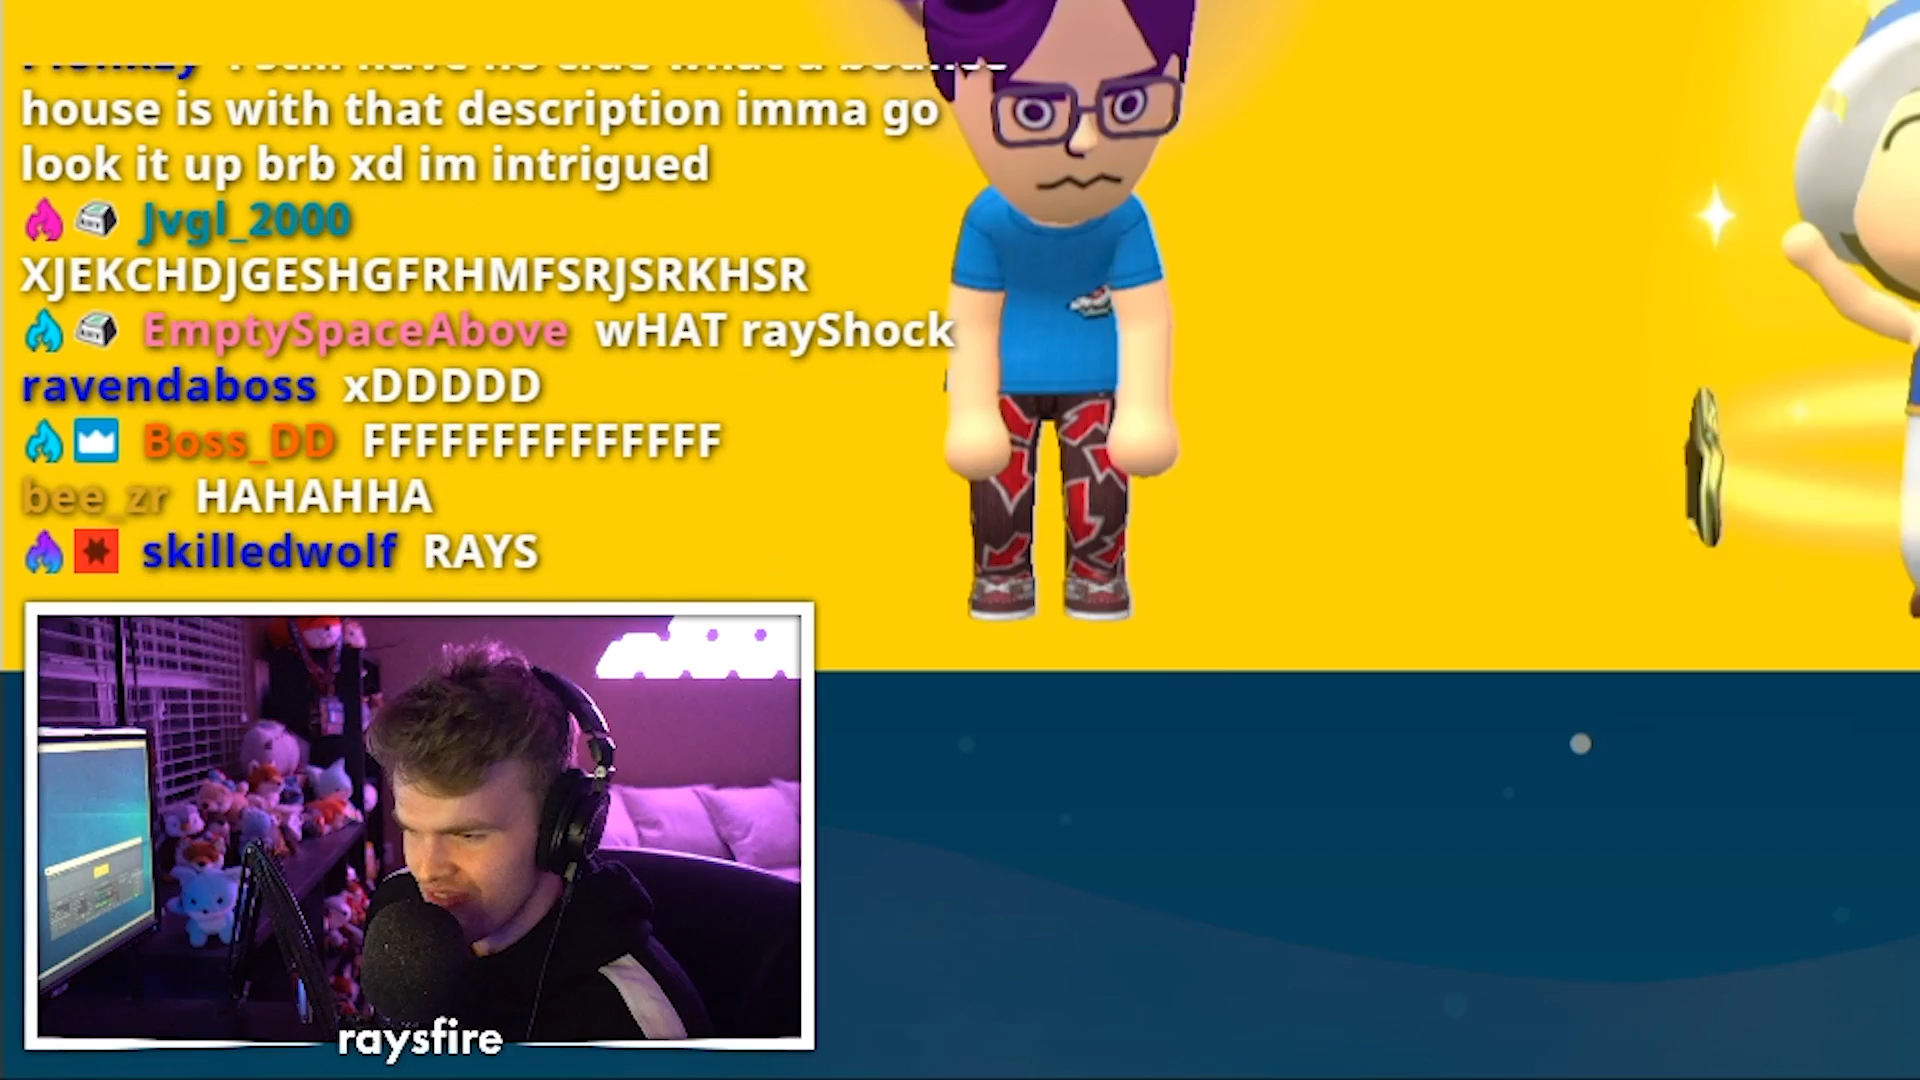 house is with that description imma go
look it up brb xd im intrigued
Jvgl_2000
XJEKCHDJGESHGFRHMFSRJSRKHSR
EmptySpaceAbove wHAT rayShock
ravendaboss xDDDDD
Boss_DD FFFFFFFFFFFFFF
bee_zr HAHAHHA
skilledwolf RAYS
raysfire